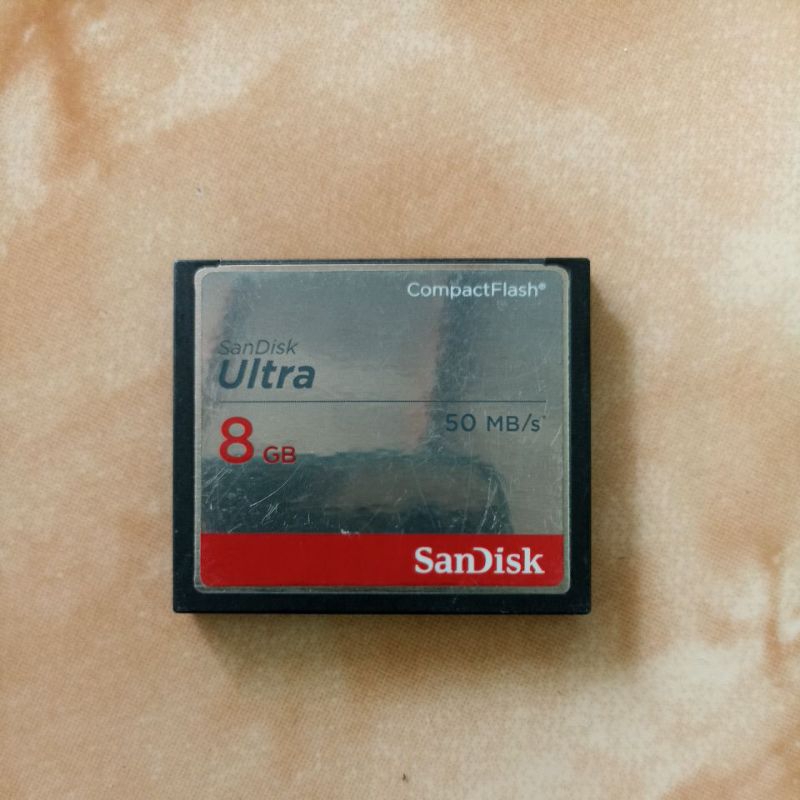 CompactFlash®
SanDisk
Ultra
8 GB
50 MB/s*
SanDisk